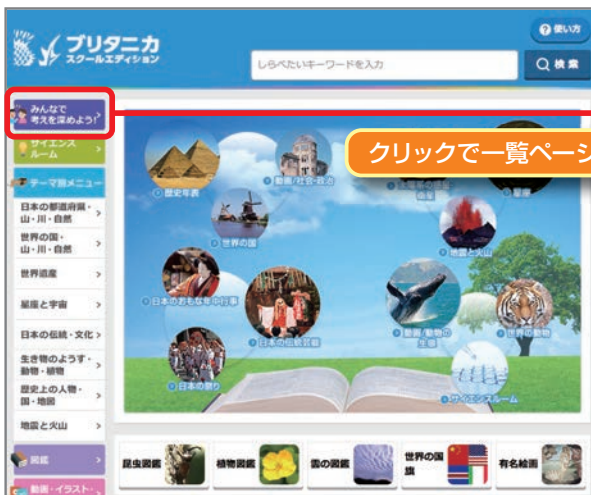 ブリタニカ
スクールエディション
使い方
しらべたいキーワードを入力
検索
みんなで
考えを深めよう!
サイエンス
ルーム
テーマ別メニュー
日本の都道府県・
山・川・自然
世界の国・
山・川・自然
世界遺産
星座と宇宙
日本の伝統・文化
生き物のようす・
動物・植物
歴史上の人物・
国・地図
地震と火山
図鑑
動画・イラスト・
クリックで一覧ページ
歴史年表
動画/社会・政治
星座
世界の国
地震と火山
日本のおもな年中行事
日本の伝統芸能
動画/動物の
生態
世界の動物
日本の祭り
サイエンスルーム
昆虫図鑑
植物図鑑
雲の図鑑
世界の国
旗
有名絵画